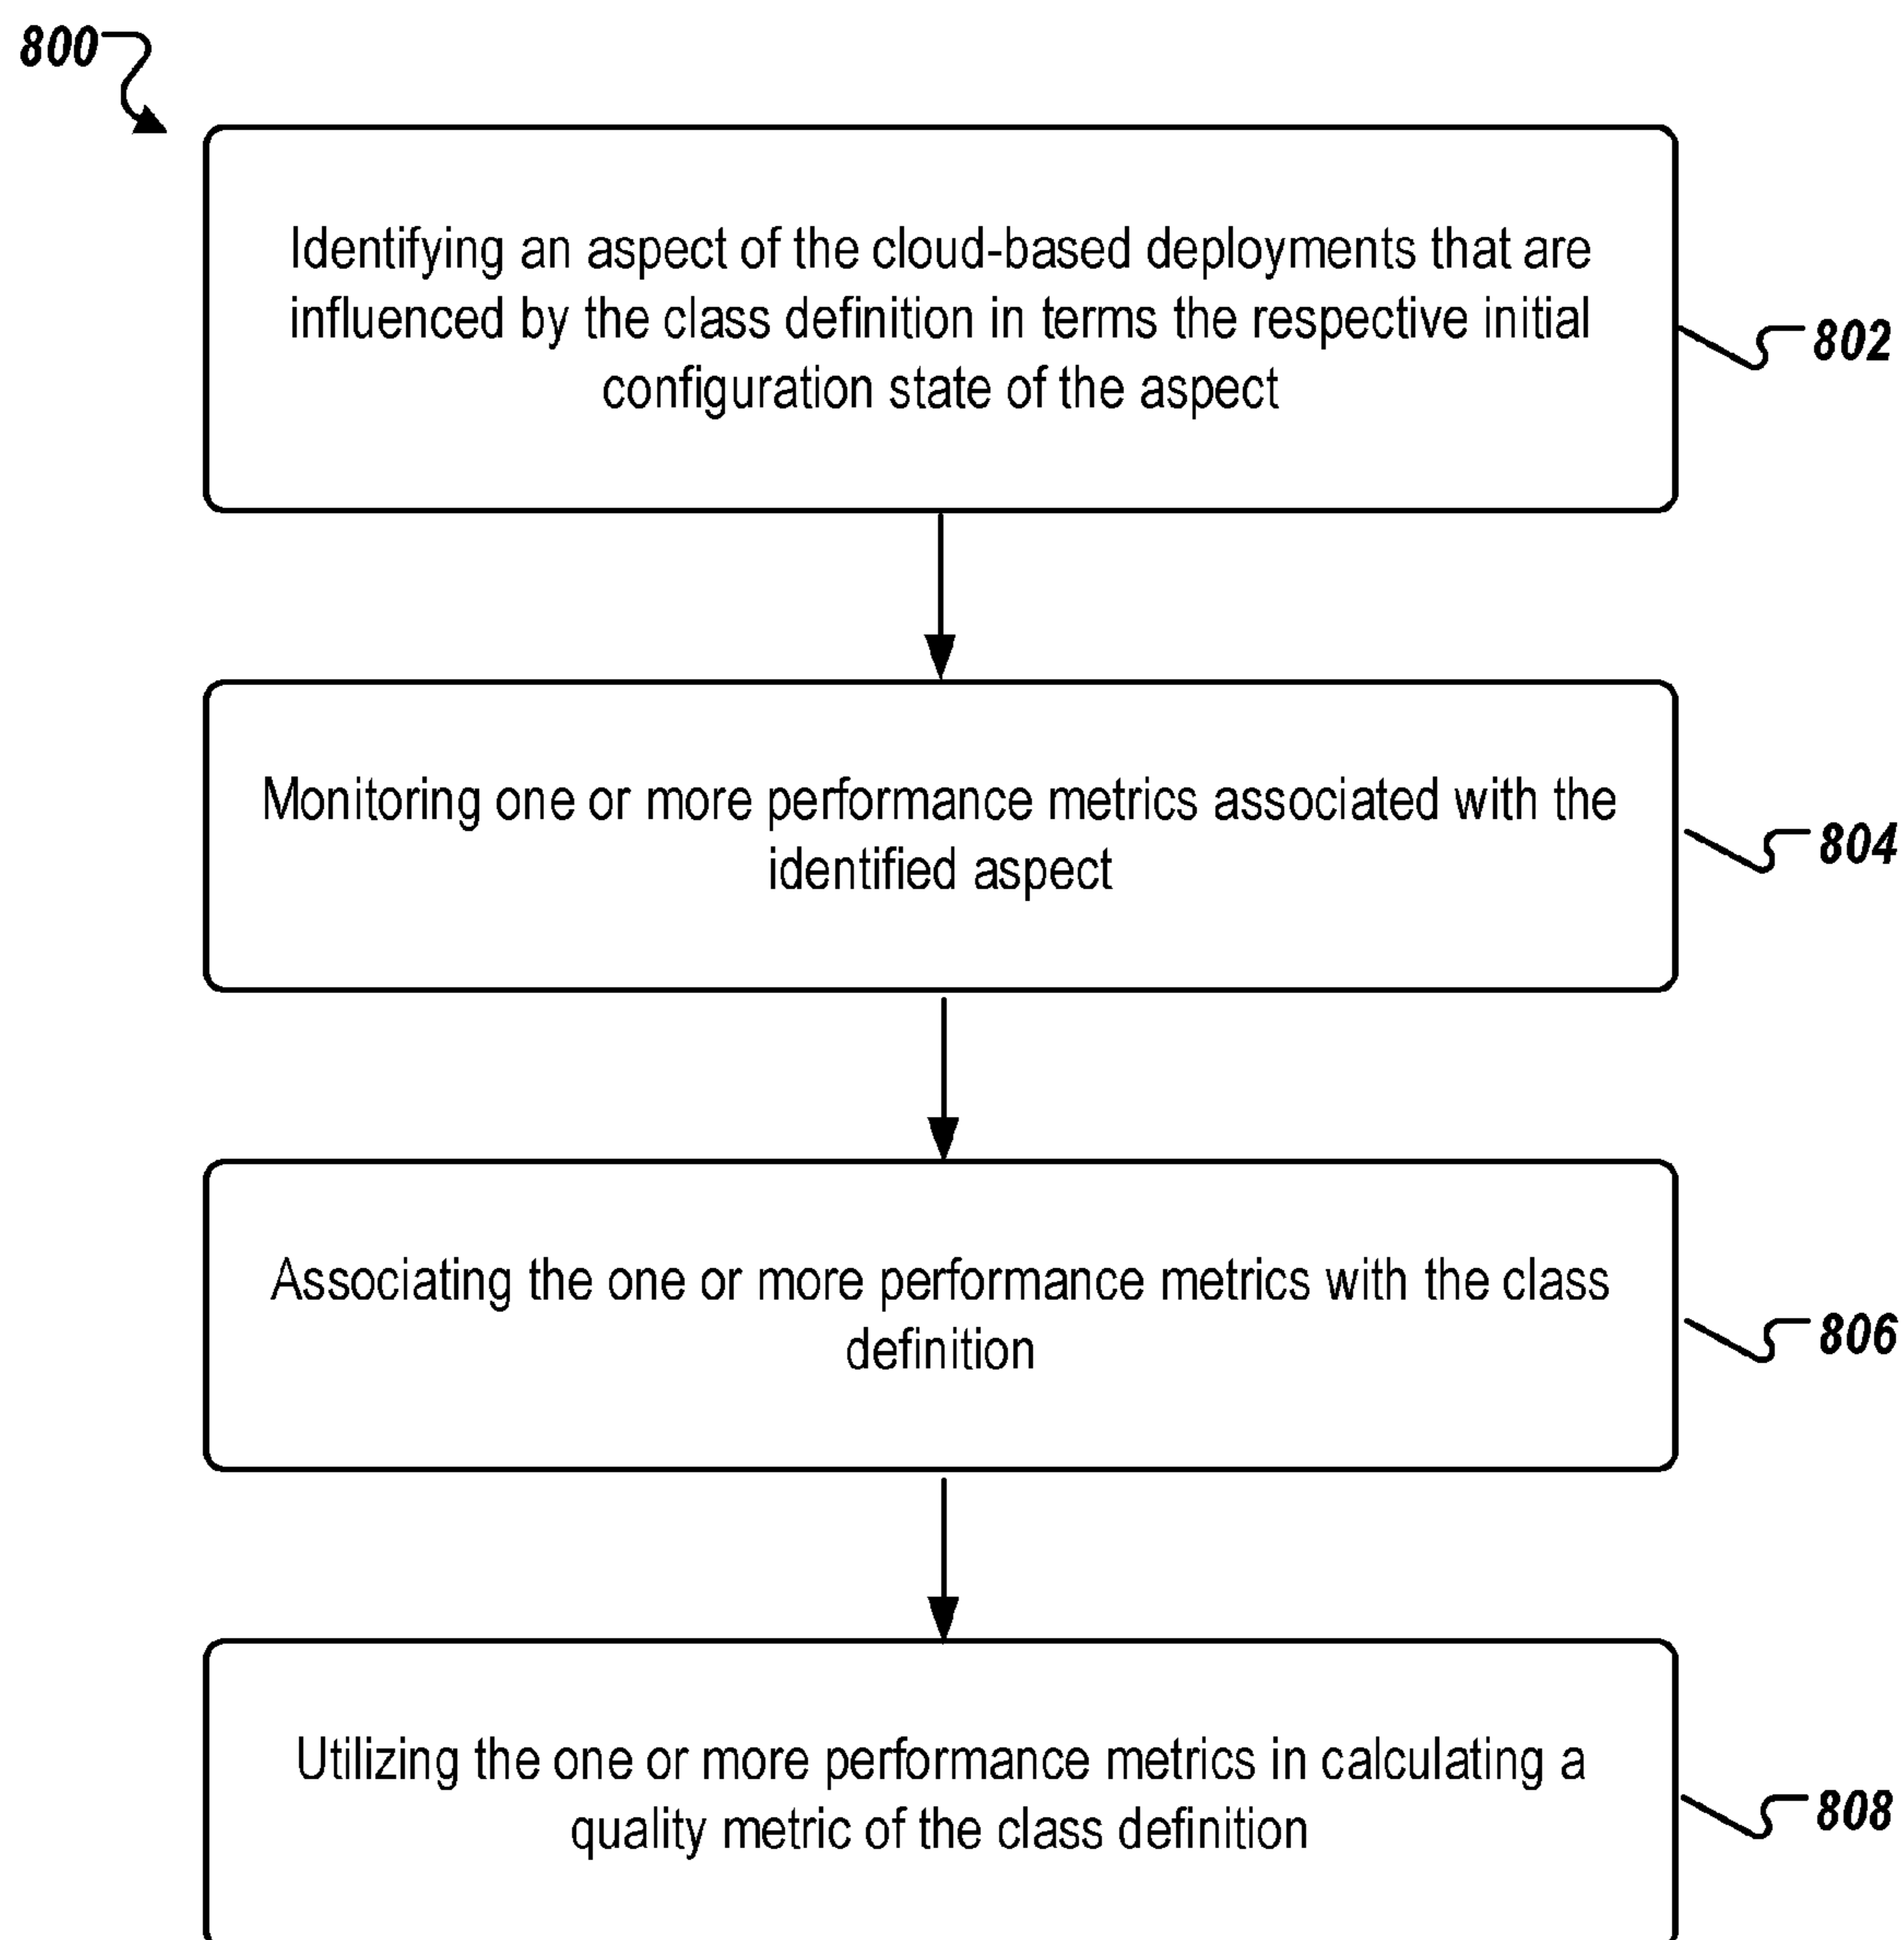 800
Identifying an aspect of the cloud-based deployments that are
influenced by the class definition in terms the respective initial
configuration state of the aspect
802
Monitoring one or more performance metrics associated with the
identified aspect
804
Associating the one or more performance metrics with the class
definition
806
Utilizing the one or more performance metrics in calculating a
quality metric of the class definition
808